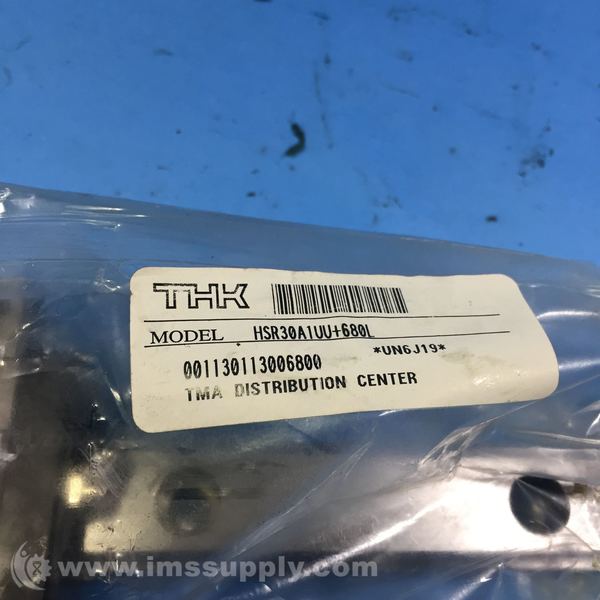 THK
MODEL HSR30A1UU+680L
*UN6J19*
001130113006800
TMA DISTRIBUTION CENTER
www.imssupply.com